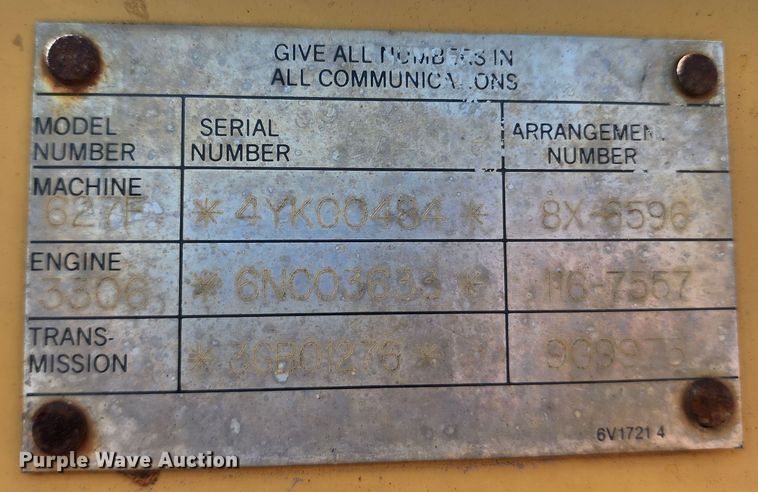 GIVE ALL NUMBERS IN
ALL COMMUNICATIONS
MODEL NUMBER
SERIAL NUMBER
ARRANGEMENT NUMBER
MACHINE
627F *4YK00484* 8X-6596
ENGINE
3306 *6NC03633* 7557
TRANS-
MISSION
6V1721 4
Purple Wave Auction